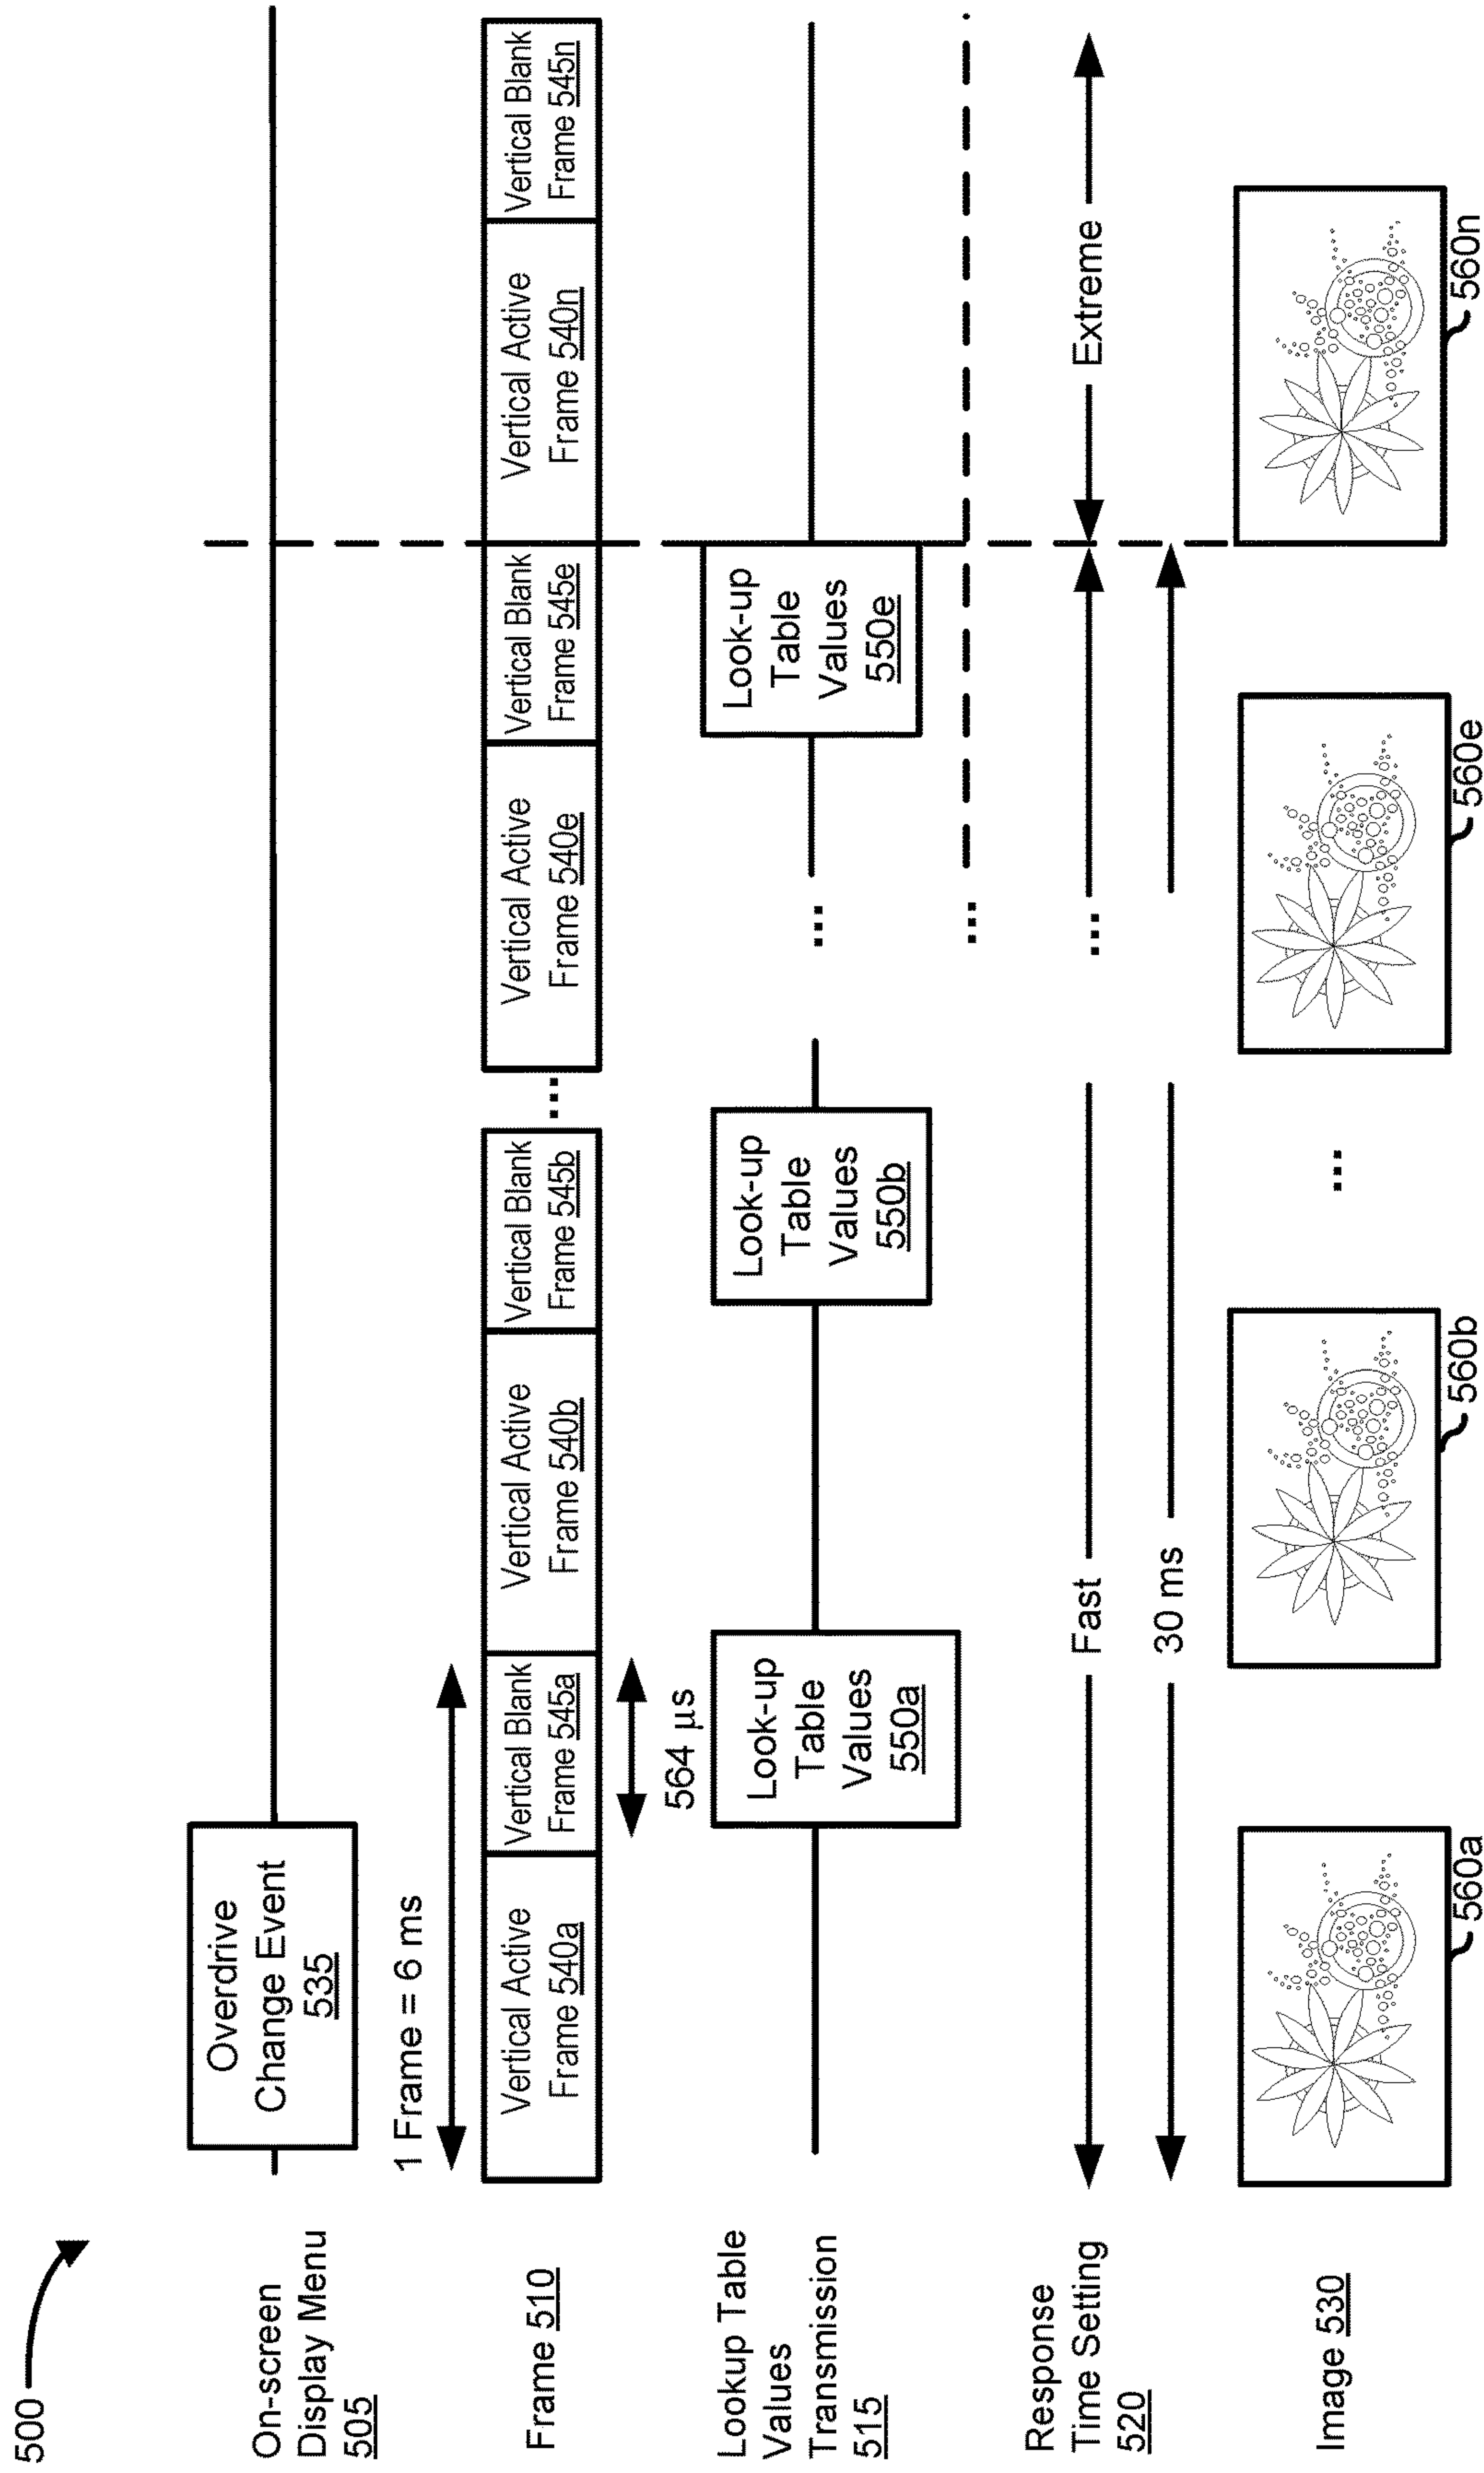 500
On-screen
Display Menu
505
Overdrive
Change Event
535
1 Frame = 6 ms
Frame 510
Vertical Active
Frame 540a
Vertical Blank
Frame 545a
Vertical Active
Frame 540b
Vertical Blank
Frame 545b
...
Vertical Active
Frame 540e
Vertical Blank
Frame 545e
Vertical Active
Frame 540n
Vertical Blank
Frame 545n
564 μs
Lookup Table
Values
Transmission
515
Look-up
Table
Values
550a
Look-up
Table
Values
550b
...
Look-up
Table
Values
550e
...
Response
Time Setting
520
Fast
...
Extreme
30 ms
Image 530
560a
560b
...
560e
560n